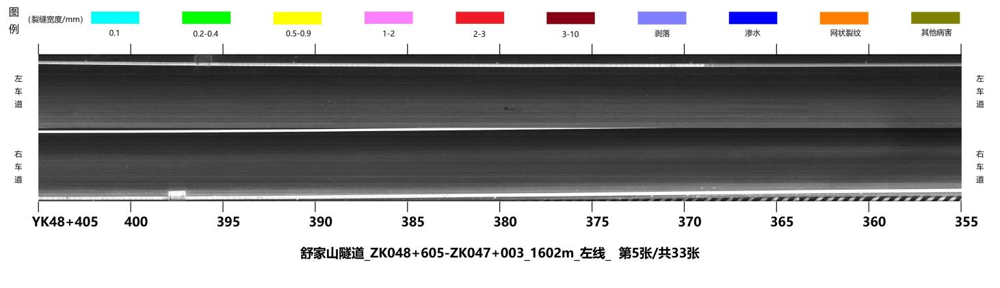 图例
(裂缝宽度/mm)
0.1 0.2-0.4 0.5-0.9 1-2 2-3 3-10 剥落 渗水 网状裂纹 其他病害
左车道 左车道
右车道 右车道
YK48+405 400 395 390 385 380 375 370 365 360 355
舒家山隧道_ZK048+605-ZK047+003_1602m_左线_ 第5张/共33张